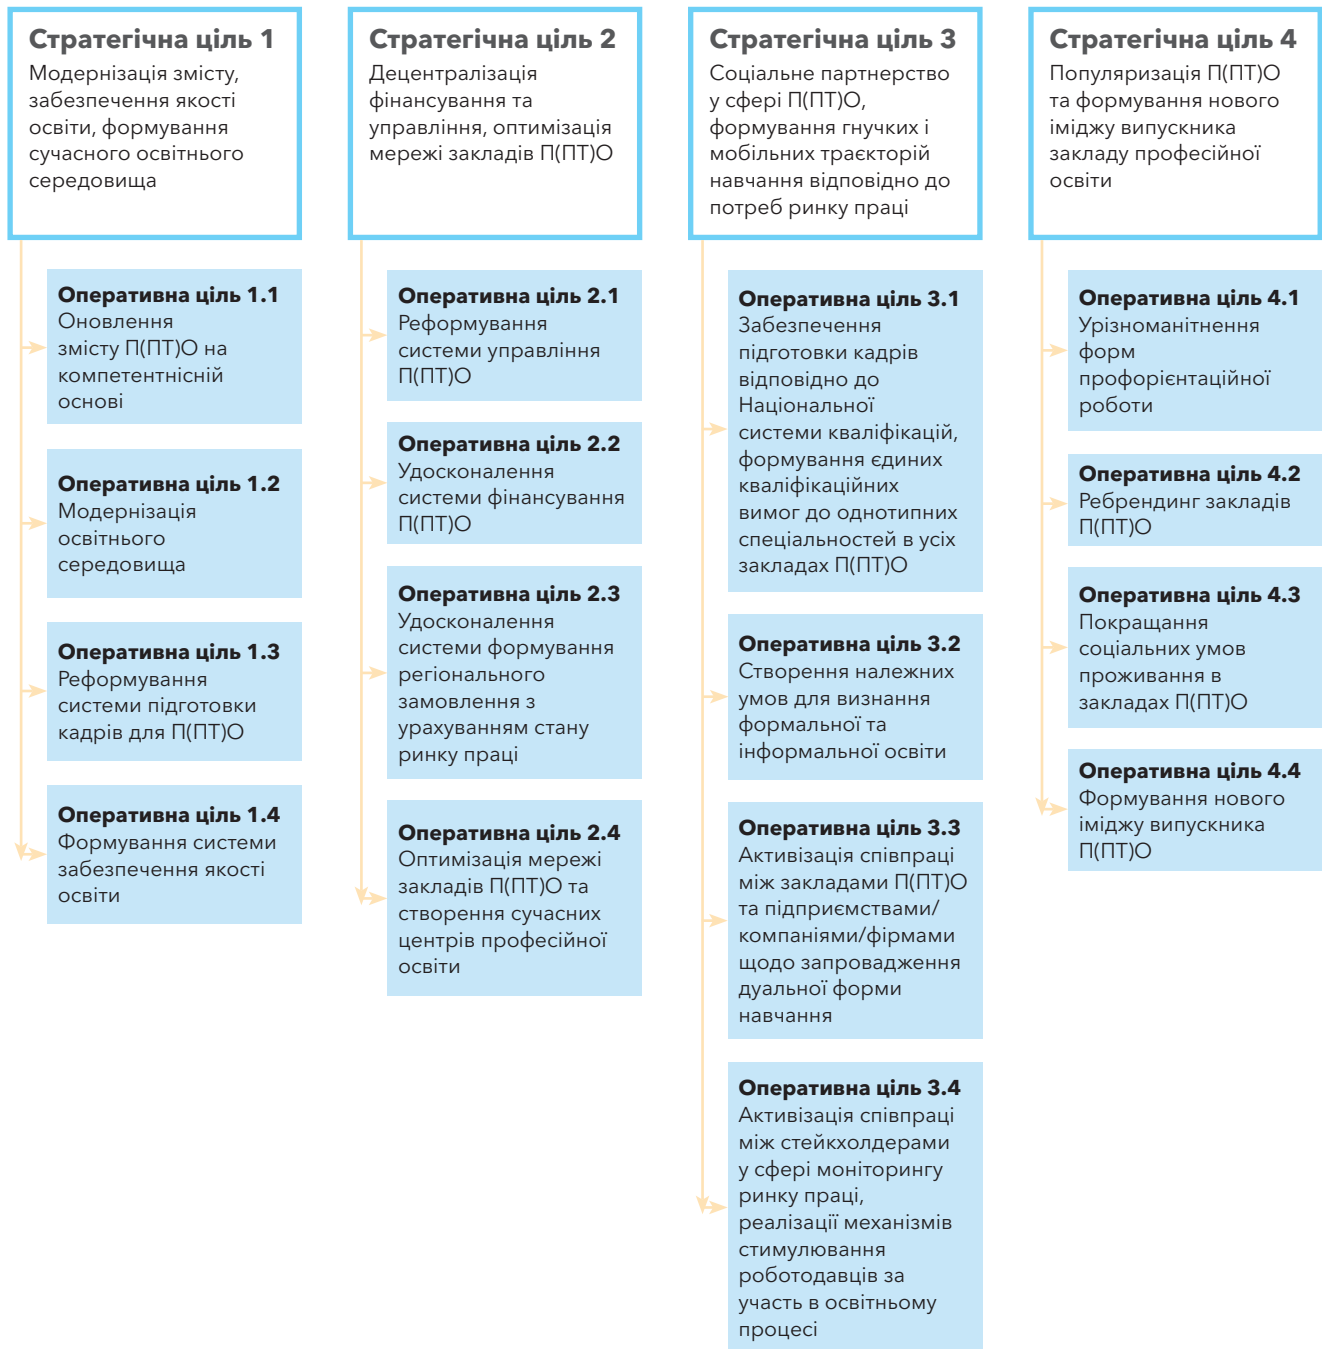 Стратегічна ціль 1
Модернізація змісту,
забезпечення якості
освіти, формування
сучасного освітнього
середовища
Оперативна ціль 1.1
Оновлення
змісту П(ПТ)О на
компетентнісній
основі
Оперативна ціль 1.2
Модернізація
освітнього
середовища
Оперативна ціль 1.3
Реформування
системи підготовки
кадрів для П(ПТ)О
Оперативна ціль 1.4
Формування системи
забезпечення якості
освіти
Стратегічна ціль 2
Децентралізація
фінансування та
управління, оптимізація
мережі закладів П(ПТ)О
Оперативна ціль 2.1
Реформування
системи управління
П(ПТ)О
Оперативна ціль 2.2
Удосконалення
системи фінансування
П(ПТ)О
Оперативна ціль 2.3
Удосконалення
системи формування
регіонального
замовлення з
урахуванням стану
ринку праці
Оперативна ціль 2.4
Оптимізація мережі
закладів П(ПТ)О та
створення сучасних
центрів професійної
освіти
Стратегічна ціль 3
Соціальне партнерство
у сфері П(ПТ)О,
формування гнучких і
мобільних траєкторій
навчання відповідно до
потреб ринку праці
Оперативна ціль 3.1
Забезпечення
підготовки кадрів
відповідно до
Національної
системи кваліфікацій,
формування єдиних
кваліфікаційних
вимог до однотипних
спеціальностей в усіх
закладах П(ПТ)О
Оперативна ціль 3.2
Створення належних
умов для визнання
формальної та
інформальної освіти
Оперативна ціль 3.3
Активізація співпраці
між закладами П(ПТ)О
та підприємствами/
компаніями/фірмами
щодо запровадження
дуальної форми
навчання
Оперативна ціль 3.4
Активізація співпраці
між стейкхолдерами
у сфері моніторингу
ринку праці,
реалізації механізмів
стимулювання
роботодавців за
участь в освітньому
процесі
Стратегічна ціль 4
Популяризація П(ПТ)О
та формування нового
іміджу випускника
закладу професійної
освіти
Оперативна ціль 4.1
Урізноманітнення
форм
профорієнтаційної
роботи
Оперативна ціль 4.2
Ребрендинг закладів
П(ПТ)О
Оперативна ціль 4.3
Покращання
соціальних умов
проживання в
закладах П(ПТ)О
Оперативна ціль 4.4
Формування нового
іміджу випускника
П(ПТ)О